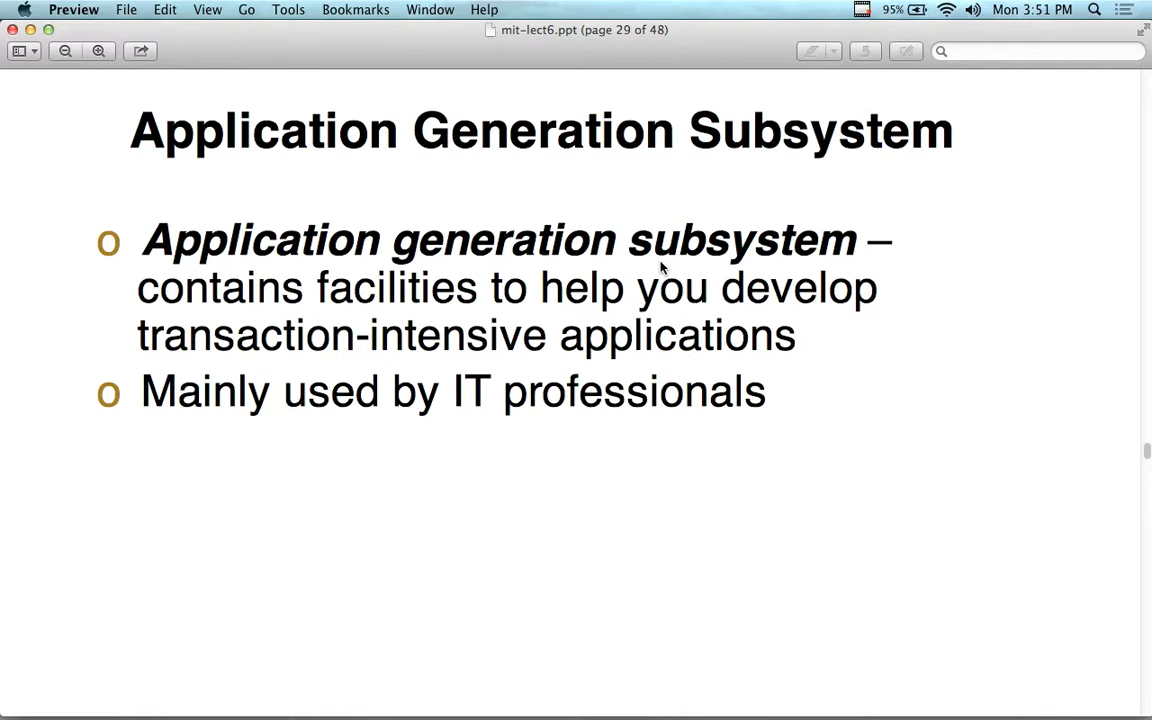 Preview File Edit View Go Tools Bookmarks Window Help 95% Mon 3:51 PM
mit-lect6.ppt (page 29 of 48)
Application Generation Subsystem
o Application generation subsystem –
contains facilities to help you develop
transaction-intensive applications
o Mainly used by IT professionals